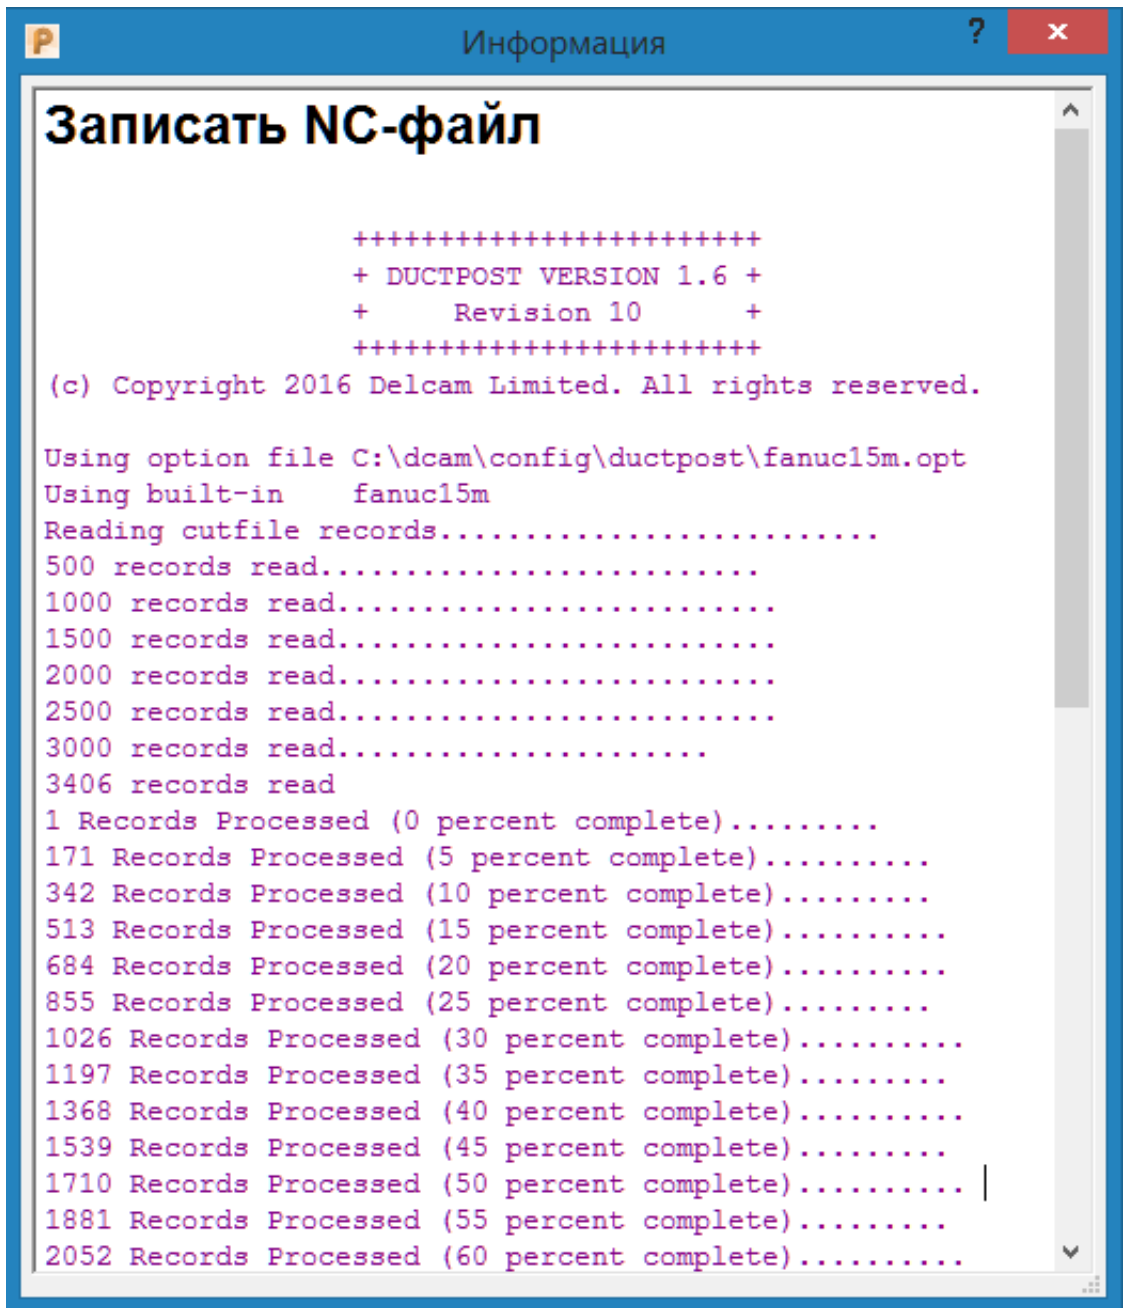 Информация
Записать NC-файл
++++++++++++++++++++++++
+ DUCTPOST VERSION 1.6 +
+ Revision 10 +
++++++++++++++++++++++++
(c) Copyright 2016 Delcam Limited. All rights reserved.
Using option file C:\dcam\config\ductpost\fanuc15m.opt
Using built-in fanuc15m
Reading cutfile records..........................
500 records read..........................
1000 records read..........................
1500 records read..........................
2000 records read..........................
2500 records read..........................
3000 records read......................
3406 records read
1 Records Processed (0 percent complete).........
171 Records Processed (5 percent complete)..........
342 Records Processed (10 percent complete).........
513 Records Processed (15 percent complete)..........
684 Records Processed (20 percent complete)..........
855 Records Processed (25 percent complete).........
1026 Records Processed (30 percent complete)..........
1197 Records Processed (35 percent complete).........
1368 Records Processed (40 percent complete)..........
1539 Records Processed (45 percent complete).........
1710 Records Processed (50 percent complete)..........
1881 Records Processed (55 percent complete).........
2052 Records Processed (60 percent complete)..........